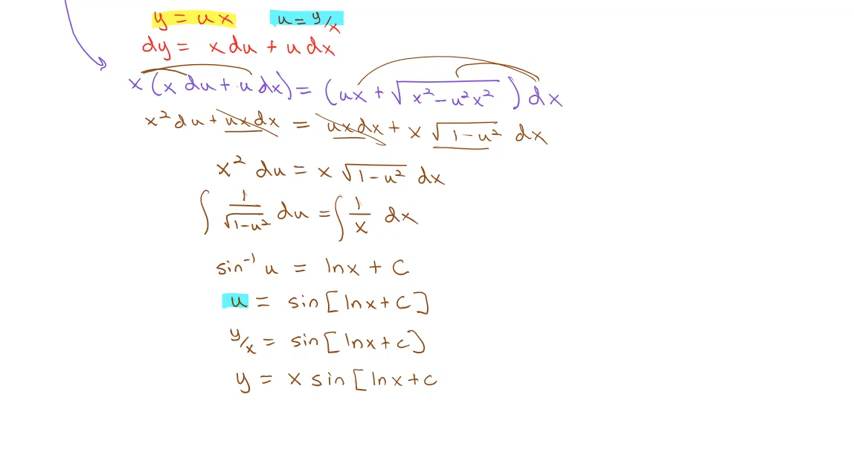 y = ux   u = y/x
dy = x du + u dx
x (x du + u dx) = (ux + √x² - u²x² ) dx
x² du + ux dx = ux dx + x √1 - u² dx
x² du = x √1 - u² dx
∫ 1/√1-u² du = ∫ 1/x dx
sin⁻¹ u = ln x + C
u = sin [ln x + C]
y/x = sin [ln x + C]
y = x sin [ln x + C